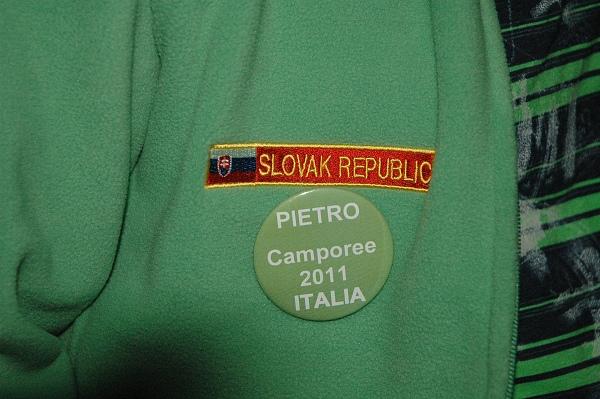 SLOVAK REPUBLIC
PIETRO
Camporee
2011
ITALIA